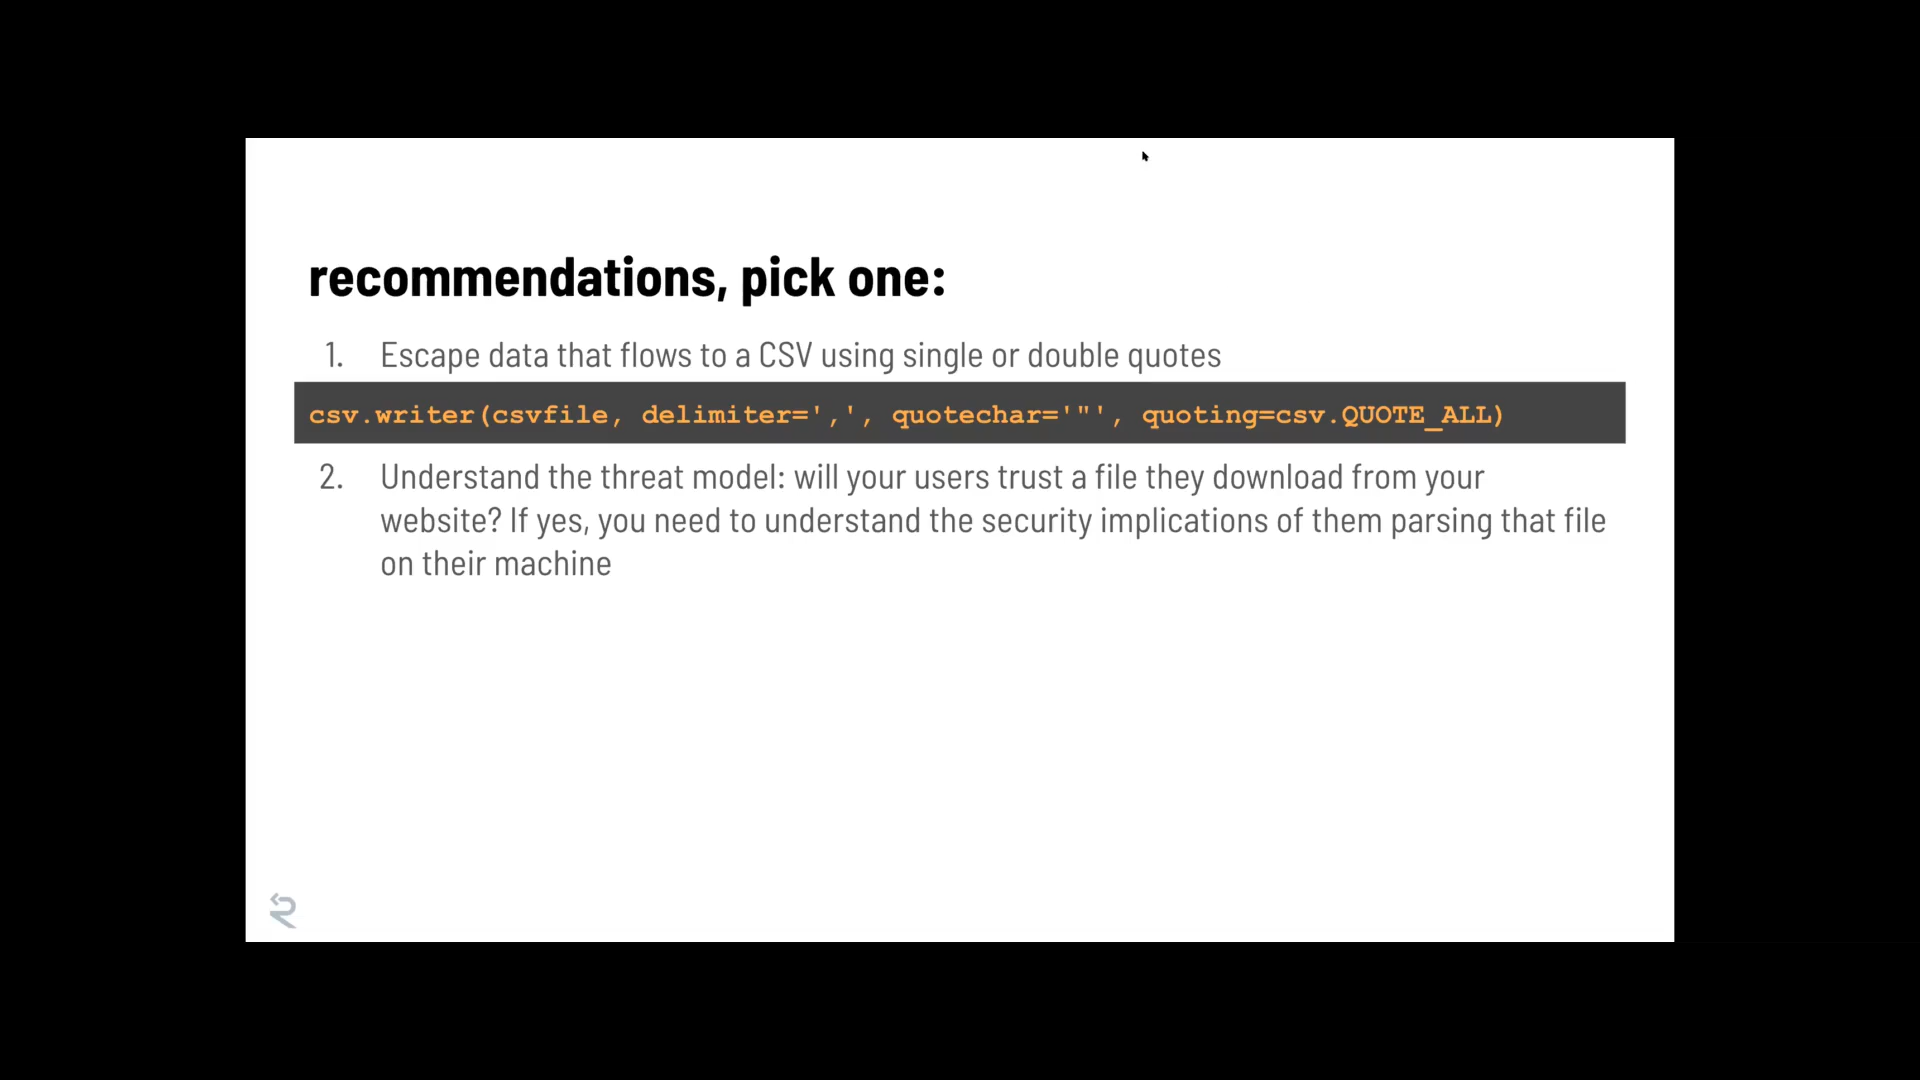 recommendations, pick one:
1. Escape data that flows to a CSV using single or double quotes
csv.writer(csvfile, delimiter=',', quotechar='"', quoting=csv.QUOTE_ALL)
2. Understand the threat model: will your users trust a file they download from your
website? If yes, you need to understand the security implications of them parsing that file
on their machine